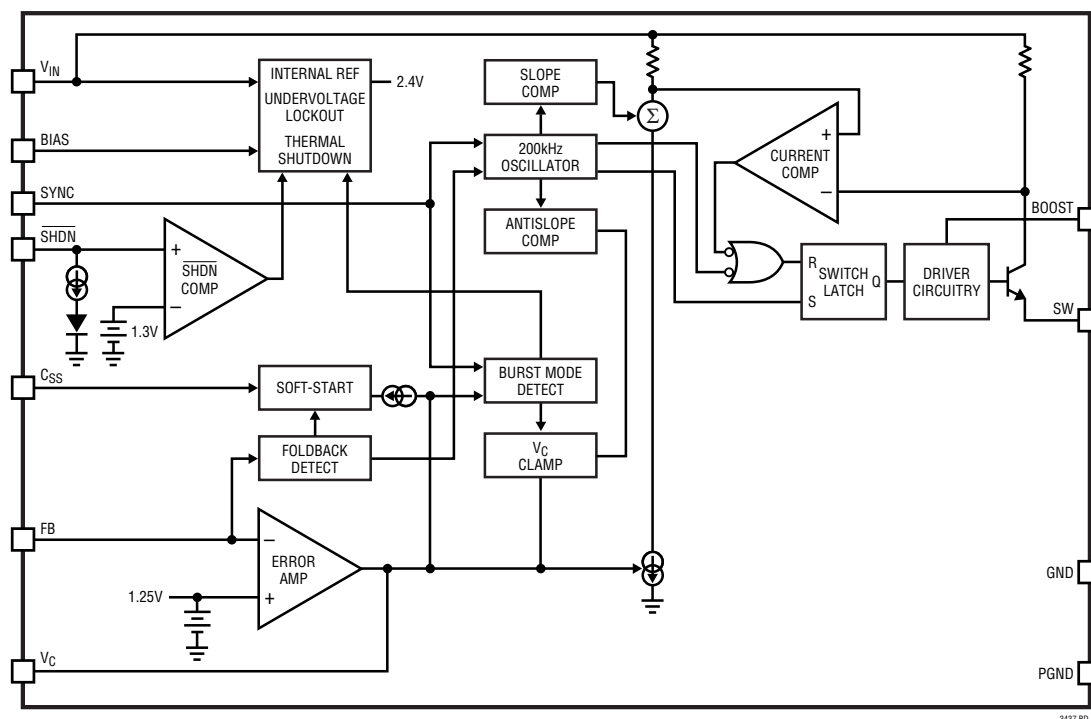 VIN
BIAS
SYNC
SHDN
INTERNAL REF
UNDERVOLTAGE
LOCKOUT
THERMAL
SHUTDOWN
2.4V
SLOPE
COMP
Σ
200kHz
OSCILLATOR
ANTISLOPE
COMP
+
CURRENT
COMP
–
BOOST
+
SHDN
COMP
–
1.3V
R
SWITCH
LATCH
Q
S
DRIVER
CIRCUITRY
SW
CSS
SOFT-START
BURST MODE
DETECT
FOLDBACK
DETECT
VC
CLAMP
FB
–
ERROR
AMP
+
1.25V
GND
VC
PGND
3437 BD